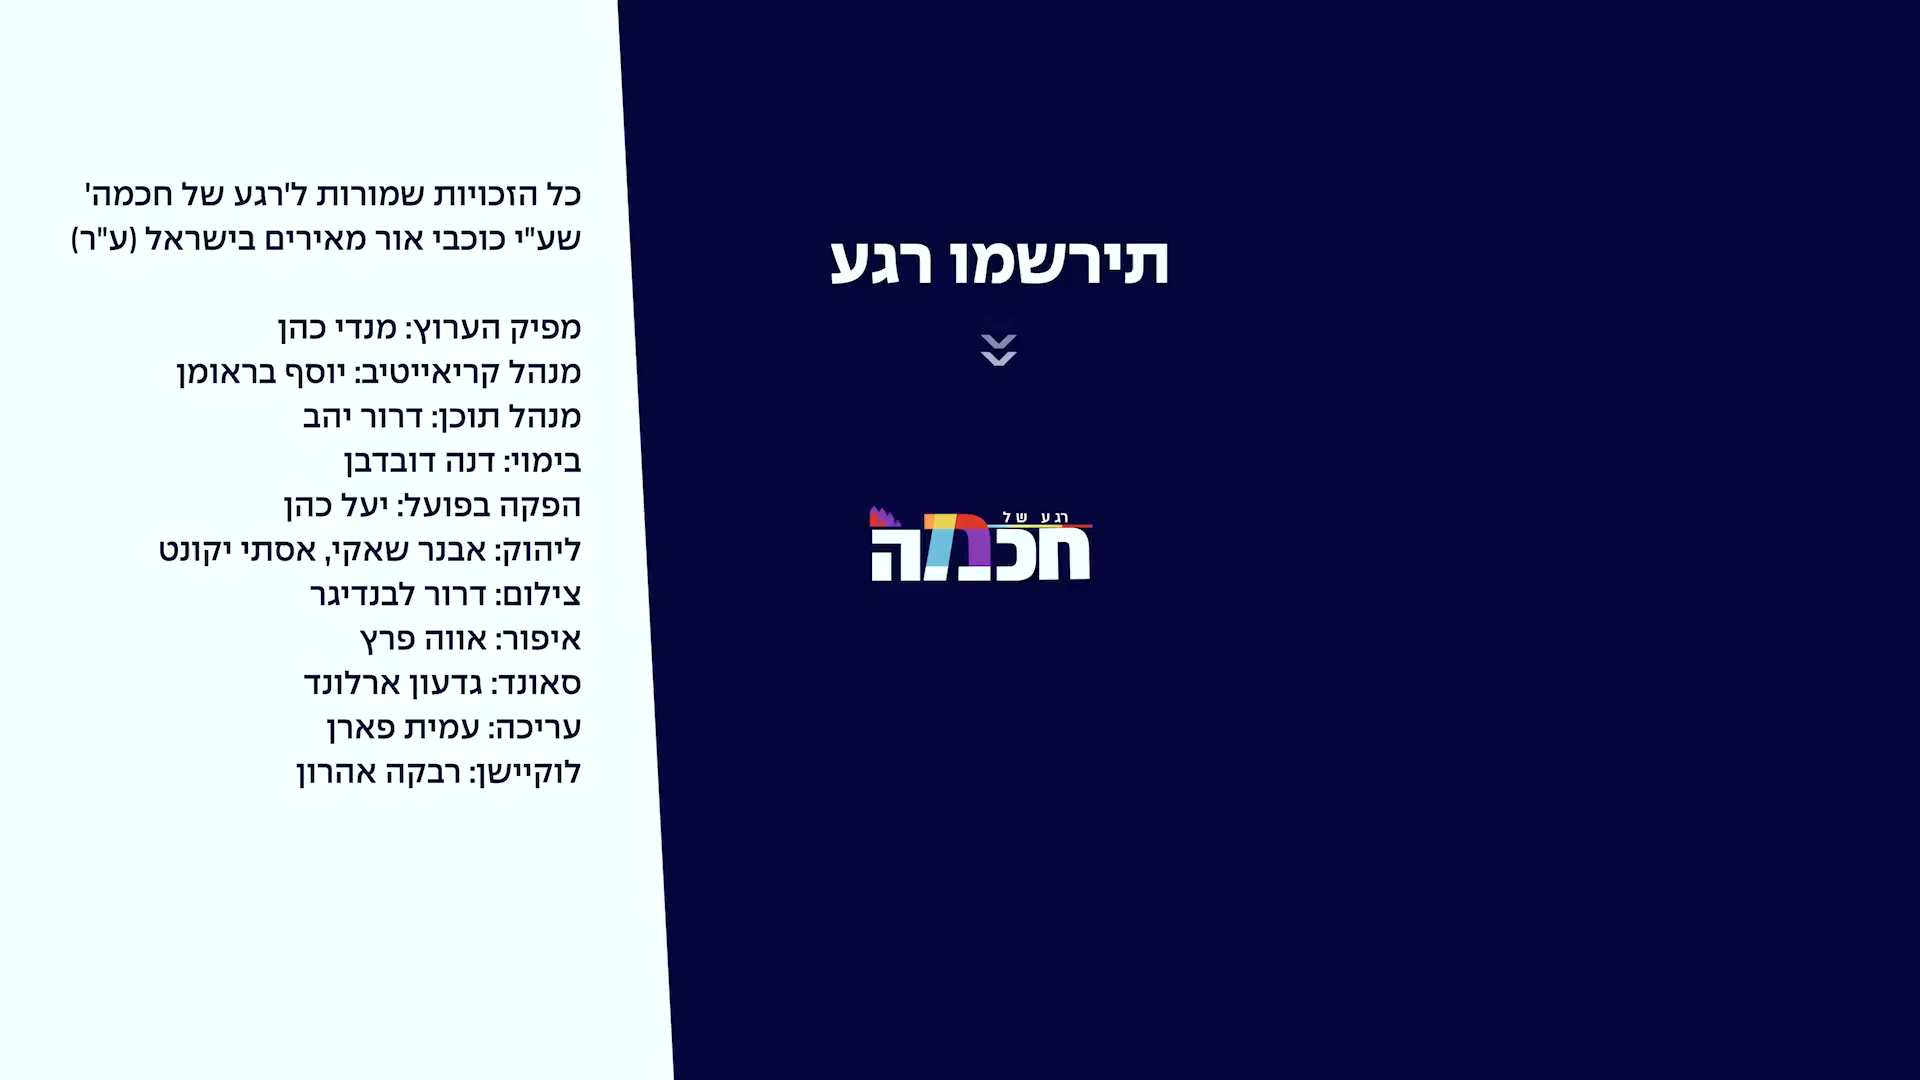 כל הזכויות שמורות ל'רגע של חכמה'
שע"י כוכבי אור מאירים בישראל (ע"ר)
מפיק הערוץ: מנדי כהן
מנהל קריאייטיב: יוסף בראומן
מנהל תוכן: דרור יהב
בימוי: דנה דובדבן
הפקה בפועל: יעל כהן
ליהוק: אבנר שאקי, אסתי יקונט
צילום: דרור לבנדיגר
איפור: אווה פרץ
סאונד: גדעון ארלונד
עריכה: עמית פארן
לוקיישן: רבקה אהרון
תירשמו רגע
רגע של
חכמה